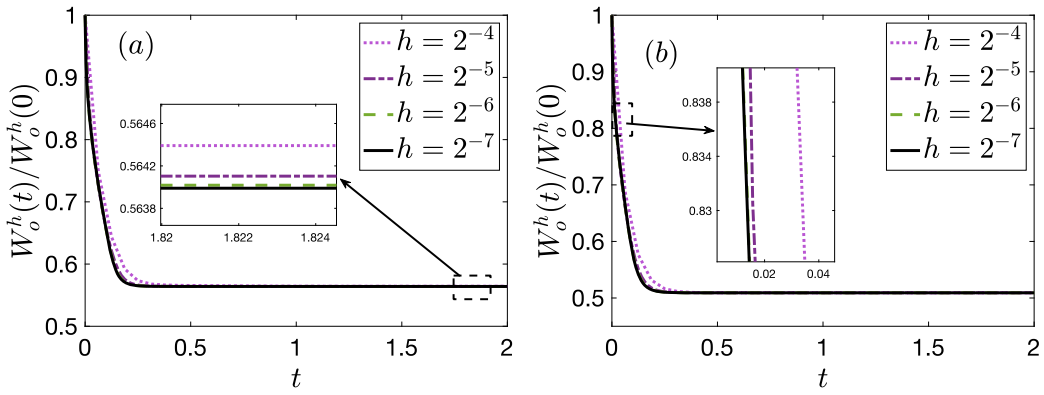 (a)
W_o^h(t)/W_o^h(0)
1
0.9
0.8
0.7
0.6
0.5
h = 2^{-4}
h = 2^{-5}
h = 2^{-6}
h = 2^{-7}
0.5646
0.5641
0.5638
1.82
1.822
1.824
0
0.5
1
1.5
2
t
(b)
W_o^h(t)/W_o^h(0)
1
0.9
0.8
0.7
0.6
0.5
h = 2^{-4}
h = 2^{-5}
h = 2^{-6}
h = 2^{-7}
0.838
0.834
0.83
0.02
0.04
0
0.5
1
1.5
2
t